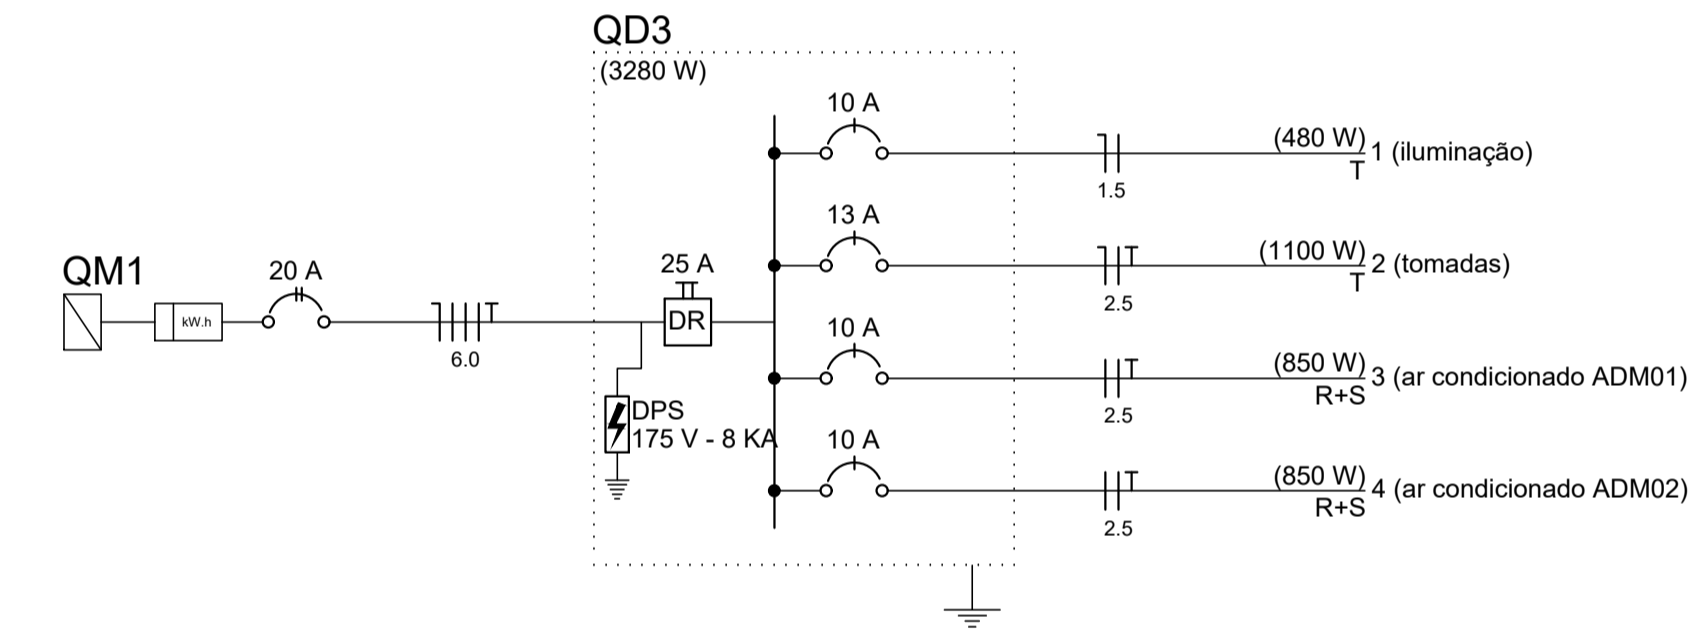 QD3
(3280 W)
10 A
(480 W)
1 (iluminação)
T
1.5
13 A
(1100 W)
2 (tomadas)
T
2.5
QM1
kW.h
20 A
6.0
25 A
DR
DPS
175 V - 8 KA
10 A
(850 W)
3 (ar condicionado ADM01)
R+S
2.5
10 A
(850 W)
4 (ar condicionado ADM02)
R+S
2.5